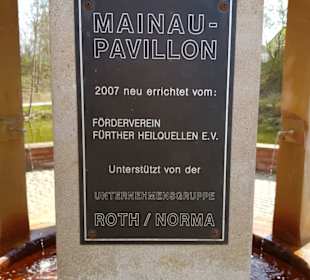 MAINAU-
PAVILLON
2007 neu errichtet vom:
FÖRDERVEREIN
FÜRTHER HEILQUELLEN E.V.
Unterstützt von der
UNTERNEHMENSGRUPPE
ROTH / NORMA